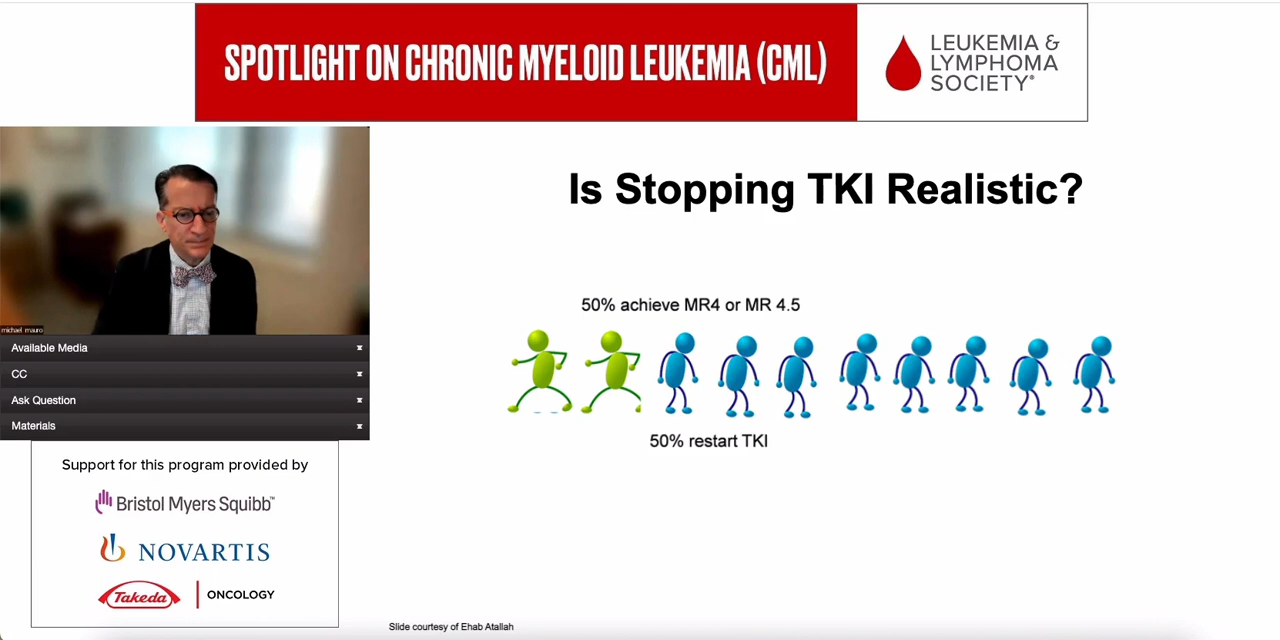 SPOTLIGHT ON CHRONIC MYELOID LEUKEMIA (CML)
LEUKEMIA &
LYMPHOMA
SOCIETY®
michael mauro
Available Media
CC
Ask Question
Materials
Support for this program provided by
Bristol Myers Squibb™
NOVARTIS
Takeda
ONCOLOGY
Is Stopping TKI Realistic?
50% achieve MR4 or MR 4.5
50% restart TKI
Slide courtesy of Ehab Atallah